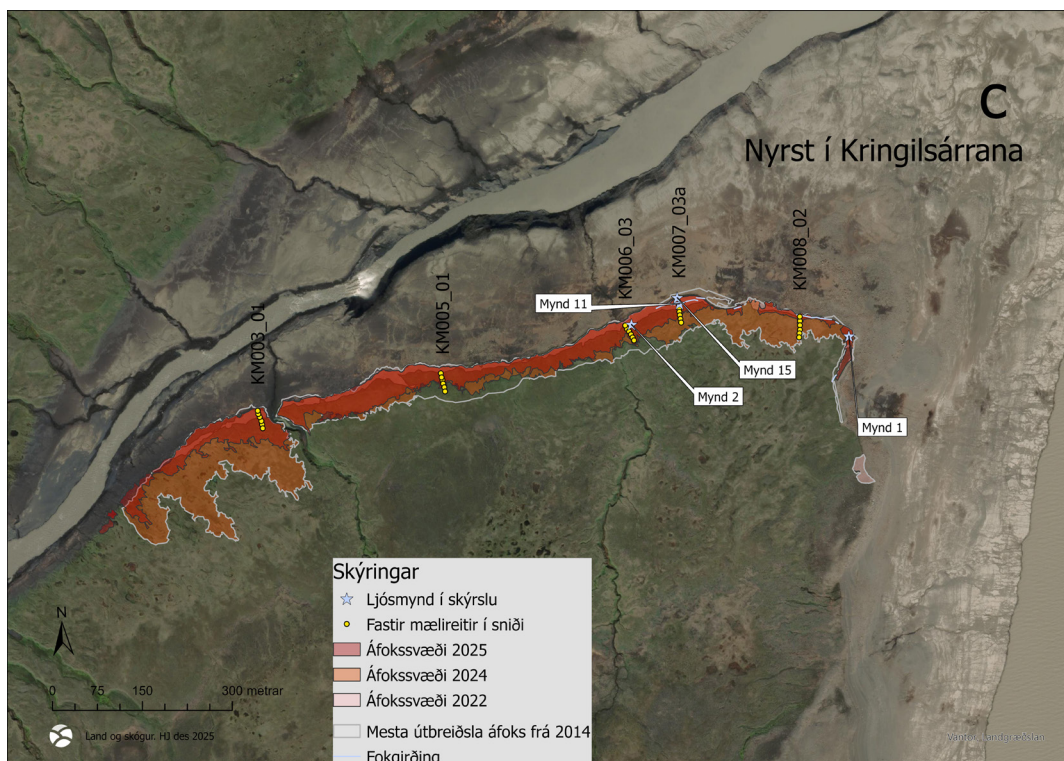 C
Nyrst í Kringilsárrana
KM003_01
KM005_01
KM006_03
KM007_03a
KM008_02
Mynd 11
Mynd 15
Mynd 2
Mynd 1
Skýringar
Ljósmynd í skýrslu
Fastir mælireitir í sniði
Áfokssvæði 2025
Áfokssvæði 2024
Áfokssvæði 2022
Mesta útbreiðsla áfoks frá 2014
Fokgirðing
N
0 75 150 300 metrar
Land og skógur. HJ des 2025